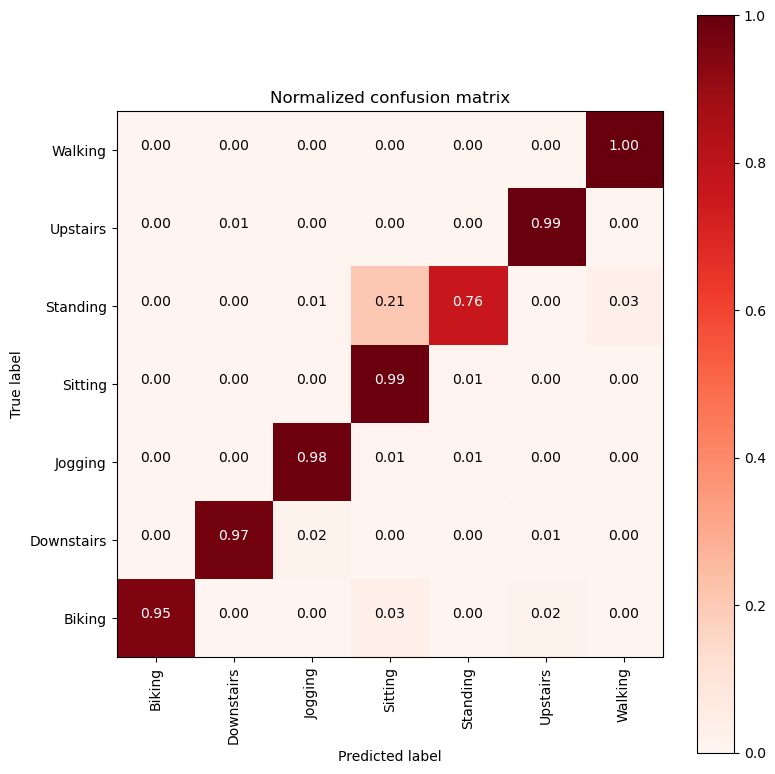 Normalized confusion matrix
Walking 0.00 0.00 0.00 0.00 0.00 0.00 1.00
Upstairs 0.00 0.01 0.00 0.00 0.00 0.99 0.00
Standing 0.00 0.00 0.01 0.21 0.76 0.00 0.03
Sitting 0.00 0.00 0.00 0.99 0.01 0.00 0.00
Jogging 0.00 0.00 0.98 0.01 0.01 0.00 0.00
Downstairs 0.00 0.97 0.02 0.00 0.00 0.01 0.00
Biking 0.95 0.00 0.00 0.03 0.00 0.02 0.00
True label
Biking Downstairs Jogging Sitting Standing Upstairs Walking
Predicted label
1.0
0.8
0.6
0.4
0.2
0.0